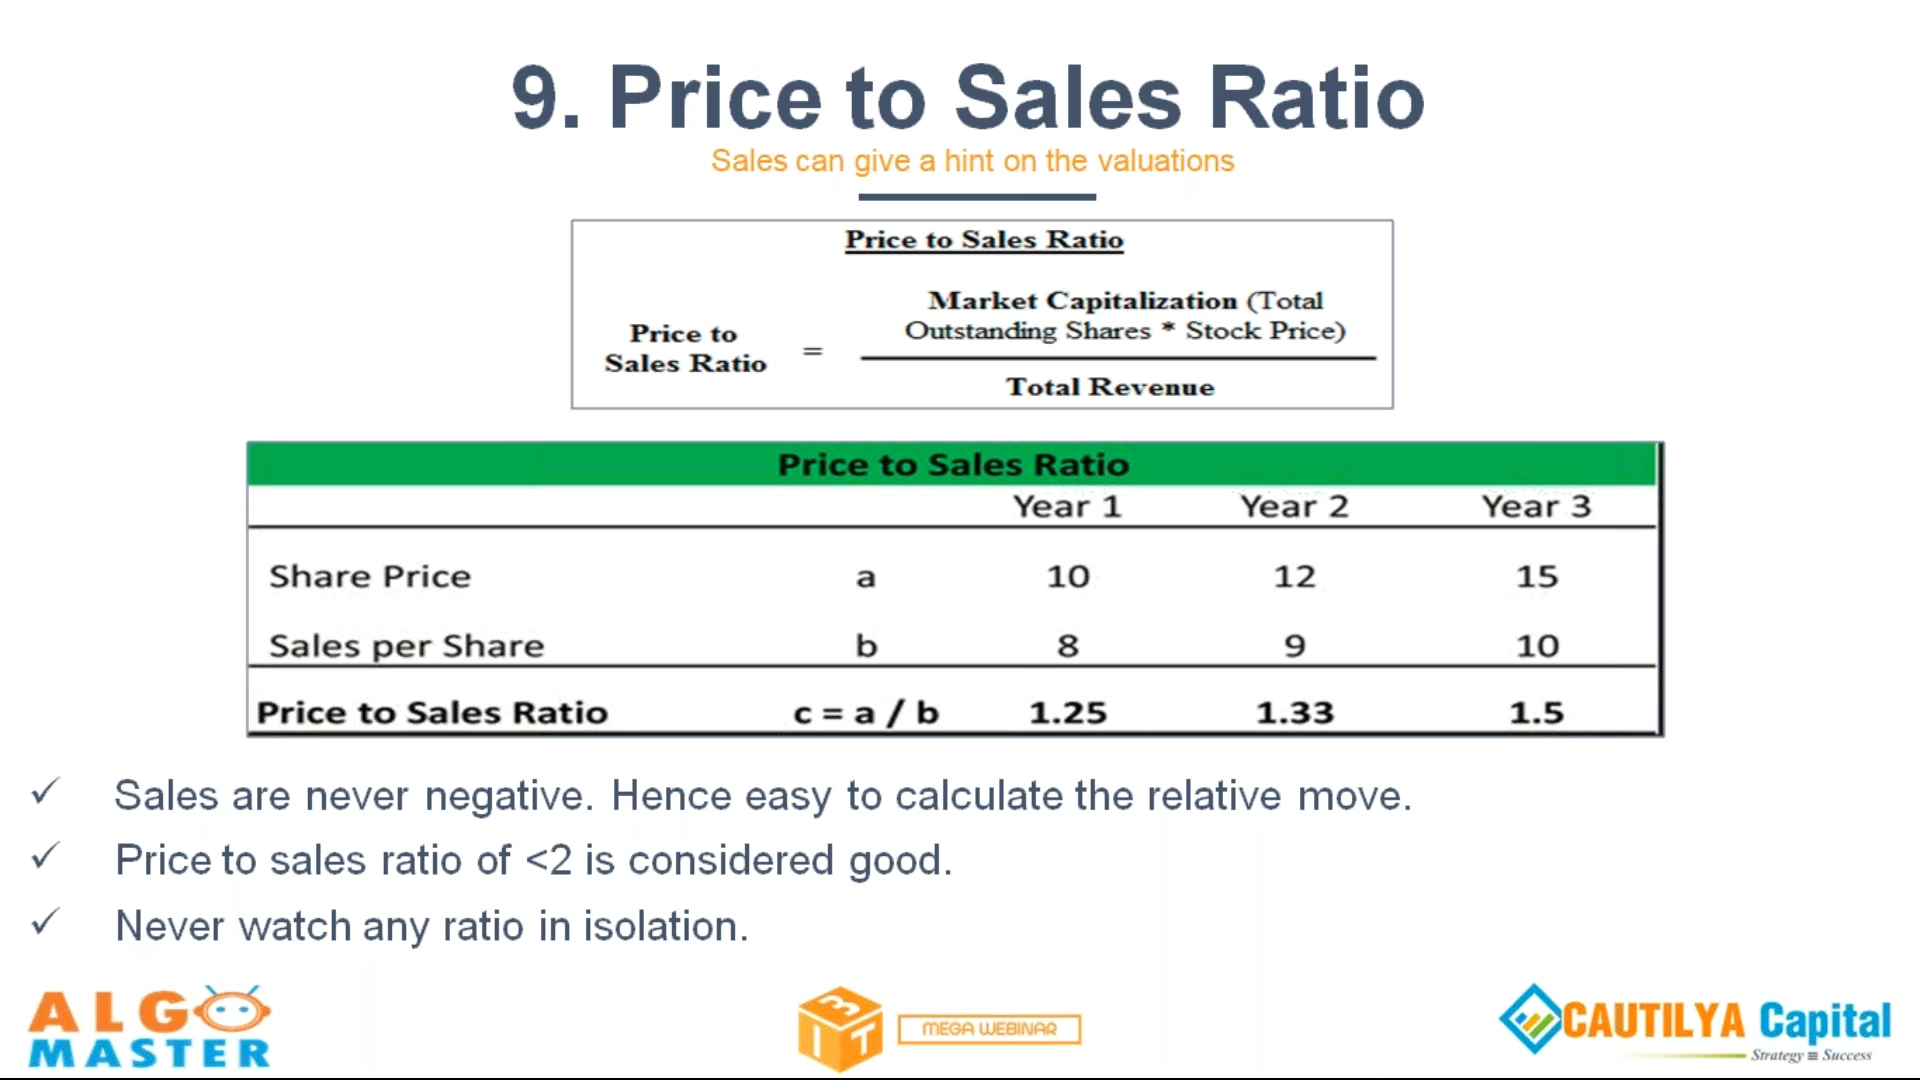 9. Price to Sales Ratio
Sales can give a hint on the valuations
Price to Sales Ratio
Market Capitalization (Total
Outstanding Shares * Stock Price)
Price to
Sales Ratio
=
Total Revenue
Price to Sales Ratio
Year 1 Year 2 Year 3
Share Price a 10 12 15
Sales per Share b 8 9 10
Price to Sales Ratio c = a / b 1.25 1.33 1.5
✓ Sales are never negative. Hence easy to calculate the relative move.
✓ Price to sales ratio of <2 is considered good.
✓ Never watch any ratio in isolation.
ALGO
MASTER
3
IT
MEGA WEBINAR
CAUTILYA Capital
Strategy ≡ Success